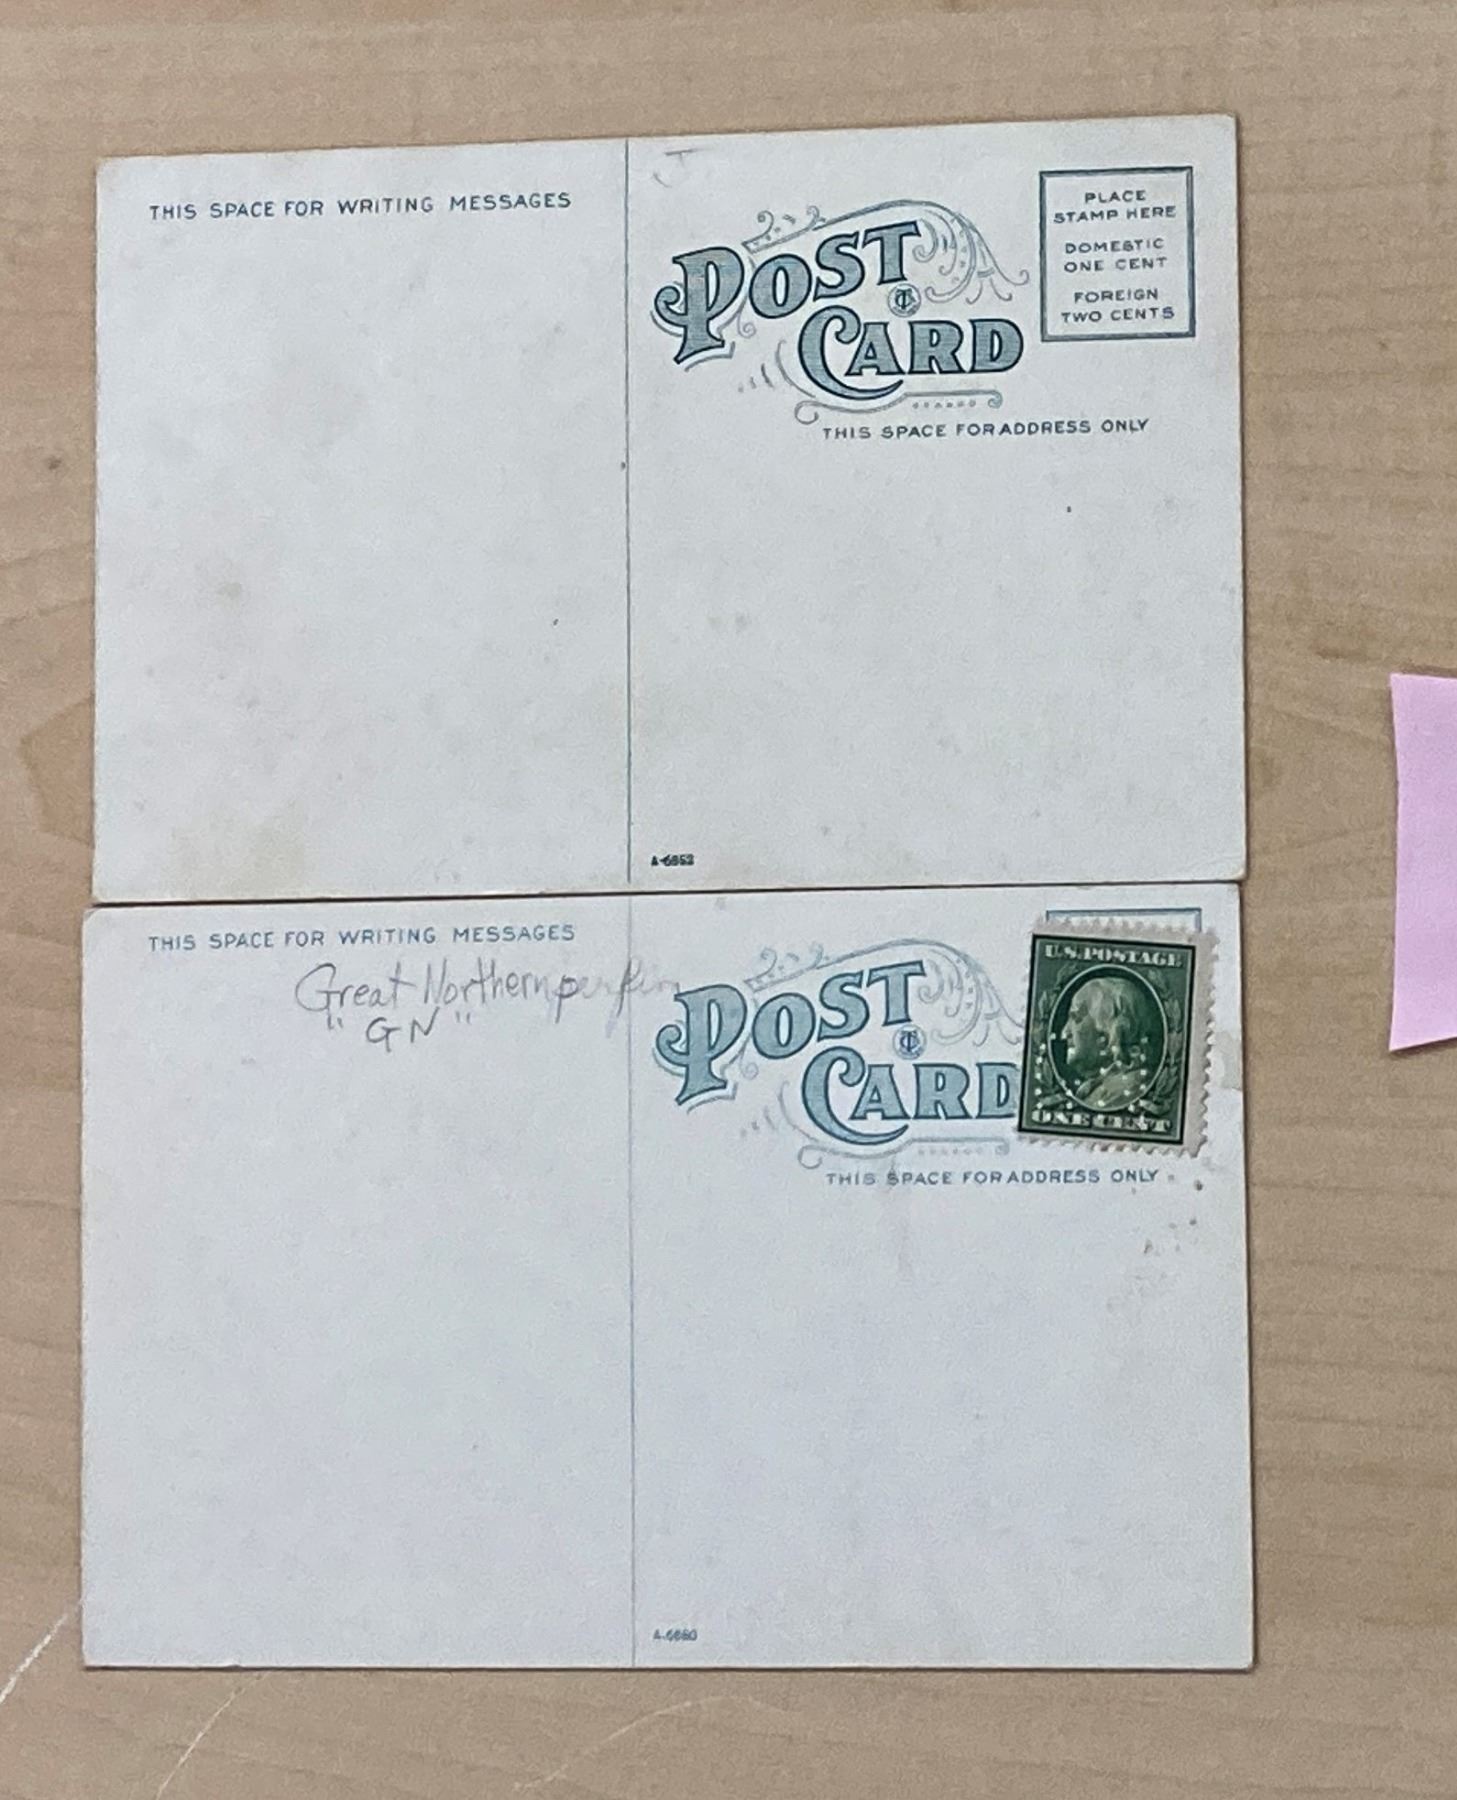 THIS SPACE FOR WRITING MESSAGES
POST
CARD
PLACE
STAMP HERE
DOMESTIC
ONE CENT
FOREIGN
TWO CENTS
THIS SPACE FOR ADDRESS ONLY
THIS SPACE FOR WRITING MESSAGES
Great Northern perfin
"GN"
POST
CARD
U.S. POSTAGE
ONE CENT
THIS SPACE FOR ADDRESS ONLY